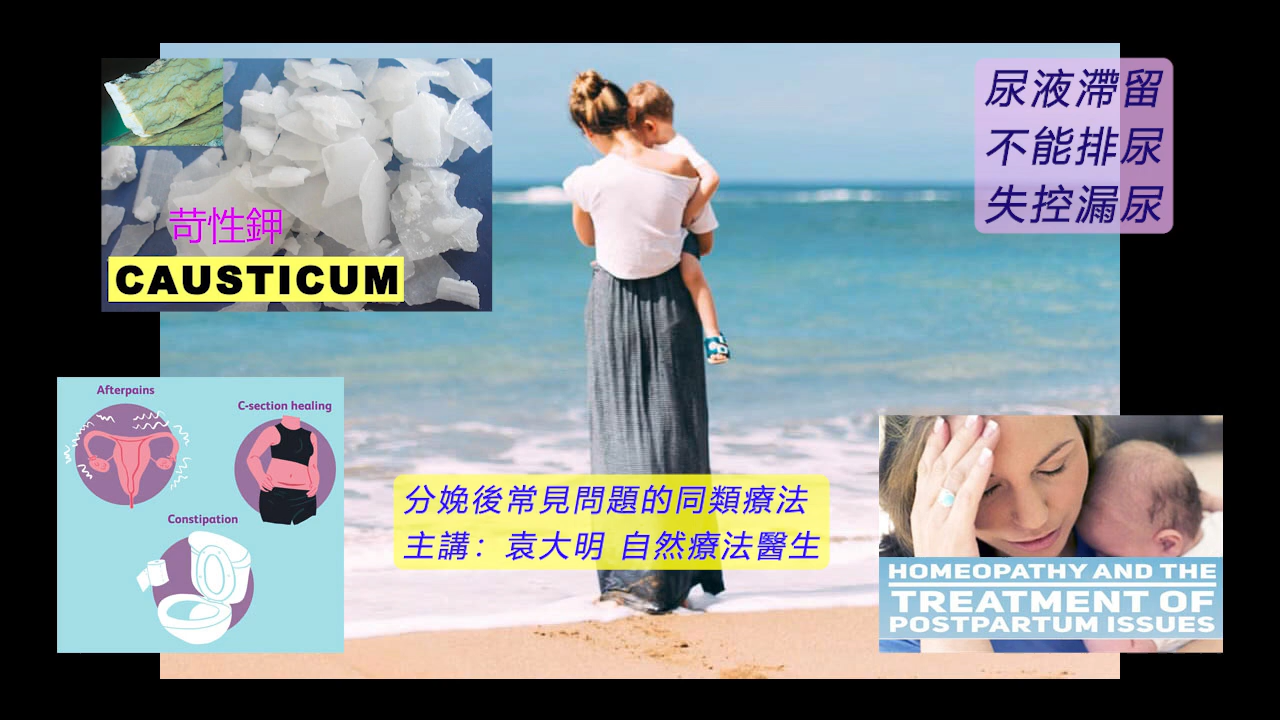 尿液滯留
不能排尿
失控漏尿
苛性鉀
CAUSTICUM
Afterpains
C-section healing
Constipation
分娩後常見問題的同類療法
主講：袁大明 自然療法醫生
HOMEOPATHY AND THE
TREATMENT OF
POSTPARTUM ISSUES